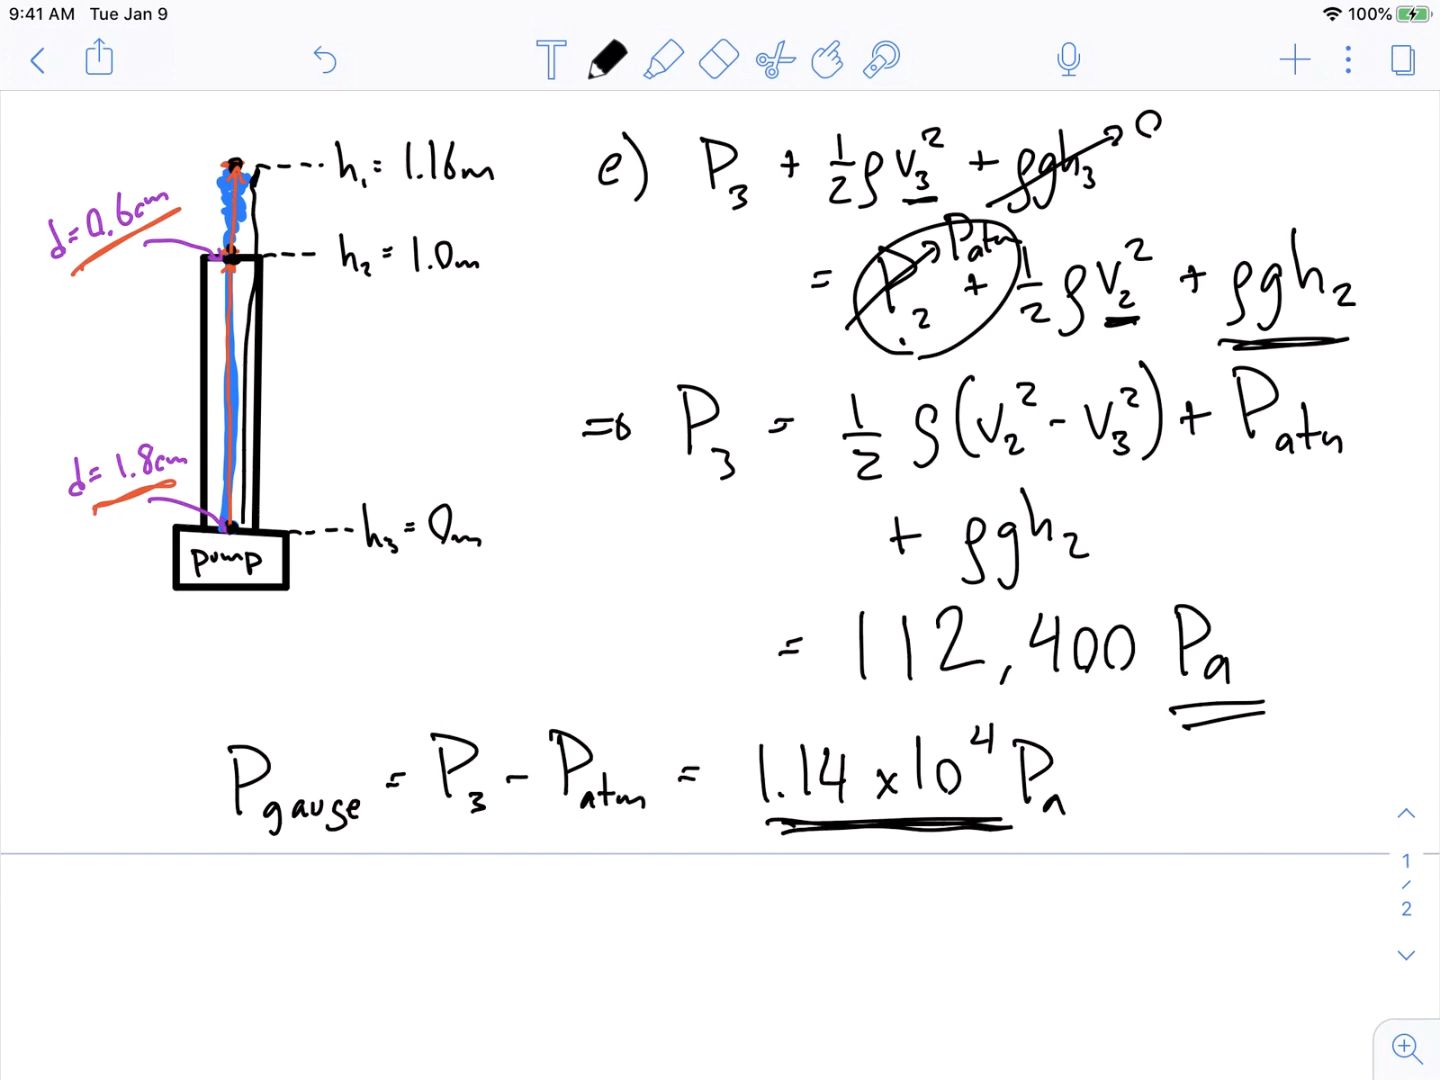 9:41 AM Tue Jan 9
100%
T
h₁ = 1.16m
d = 0.6cm
h₂ = 1.0m
d = 1.8cm
h₃ = 0m
pump
e) P₃ + ½ρv₃² + ρgh₃ → 0
= P₂ → Patm + ½ρv₂² + ρgh₂
⇒ P₃ = ½ρ(v₂² - v₃²) + Patm
+ ρgh₂
= 112,400 Pa
Pgauge = P₃ - Patm = 1.14 × 10⁴ Pa
1
/
2